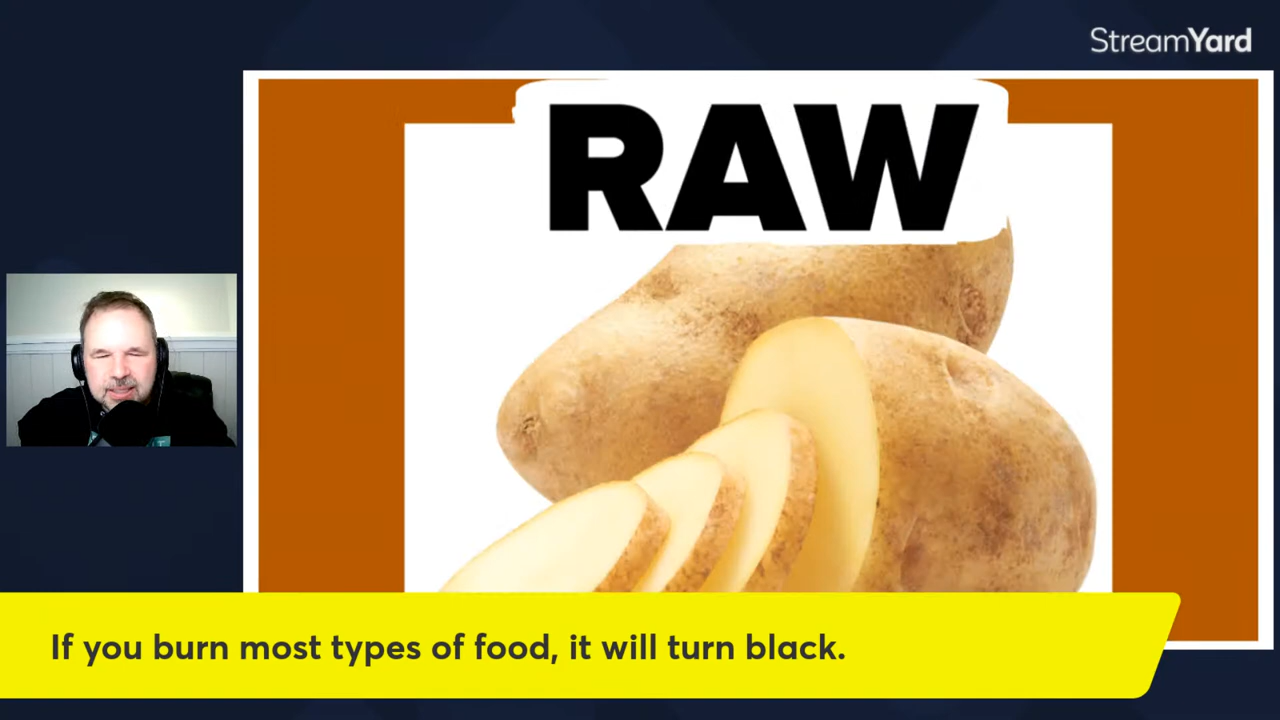 StreamYard
RAW
If you burn most types of food, it will turn black.